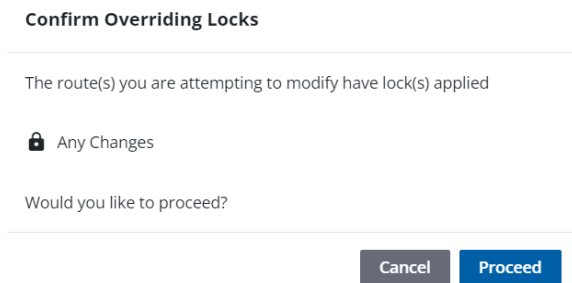 Confirm Overriding Locks
The route(s) you are attempting to modify have lock(s) applied
Any Changes
Would you like to proceed?
Cancel Proceed